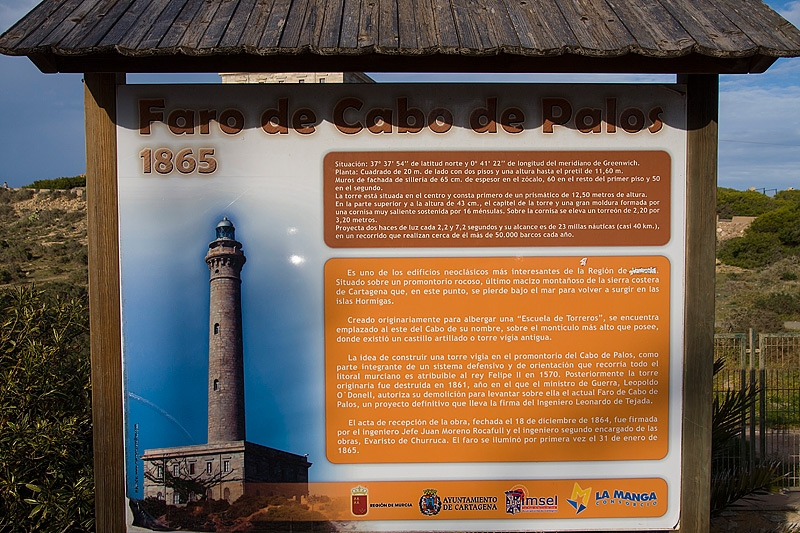 Faro de Cabo de Palos
1865
Situación: 37º 37' 54'' de latitud norte y 0º 41' 22'' de longitud del meridiano de Greenwich.
Planta: Cuadrado de 20 m. de lado con dos pisos y una altura hasta el pretil de 11,60 m.
Muros de fachada de sillería de 65 cm. de espesor en el zócalo, 60 en el resto del primer piso y 50
en el segundo.
La torre está situada en el centro y consta primero de un prismático de 12,50 metros de altura.
En la parte superior y a la altura de 43 cm., el capitel de la torre y una gran moldura formada por
una cornisa muy saliente sostenida por 16 ménsulas. Sobre la cornisa se eleva un torreón de 2,20 por
3,20 metros.
Proyecta dos haces de luz cada 2,2 y 7,2 segundos y su alcance es de 23 millas náuticas (casi 40 km.),
en un recorrido que realizan cerca de él más de 50.000 barcos cada año.
Es uno de los edificios neoclásicos más interesantes de la Región de
Situado sobre un promontorio rocoso, último macizo montañoso de la sierra costera
de Cartagena que, en este punto, se pierde bajo el mar para volver a surgir en las
islas Hormigas.
Creado originariamente para albergar una "Escuela de Torreros", se encuentra
emplazado al este del Cabo de su nombre, sobre el montículo más alto que posee,
donde existió un castillo artillado o torre vigía antigua.
La idea de construir una torre vigía en el promontorio del Cabo de Palos, como
parte integrante de un sistema defensivo y de orientación que recorría todo el
litoral murciano es atribuible al rey Felipe II en 1570. Posteriormente la torre
originaria fue destruida en 1861, año en el que el ministro de Guerra, Leopoldo
O´Donell, autoriza su demolición para levantar sobre ella el actual Faro de Cabo de
Palos, un proyecto definitivo que lleva la firma del Ingeniero Leonardo de Tejada.
El acto de recepción de la obra, fechada el 18 de diciembre de 1864, fue firmada
por el ingeniero Jefe Juan Moreno Rocafull y el ingeniero segundo encargado de las
obras, Evaristo de Churruca. El faro se iluminó por primera vez el 31 de enero de
1865.
REGIÓN DE MURCIA
AYUNTAMIENTO
DE CARTAGENA
imsel
LA MANGA
CONSORCIO